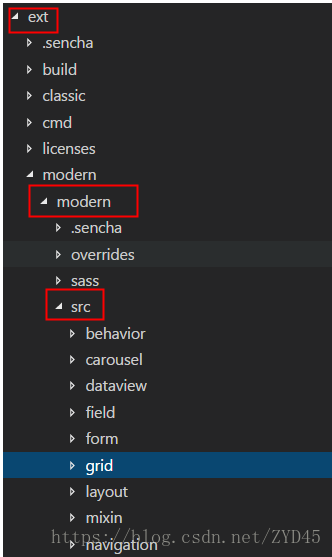 ext
.sencha
build
classic
cmd
licenses
modern
modern
.sencha
overrides
sass
src
behavior
carousel
dataview
field
form
grid
layout
mixin
https://blog.csdn.net/ZYD45
navigation